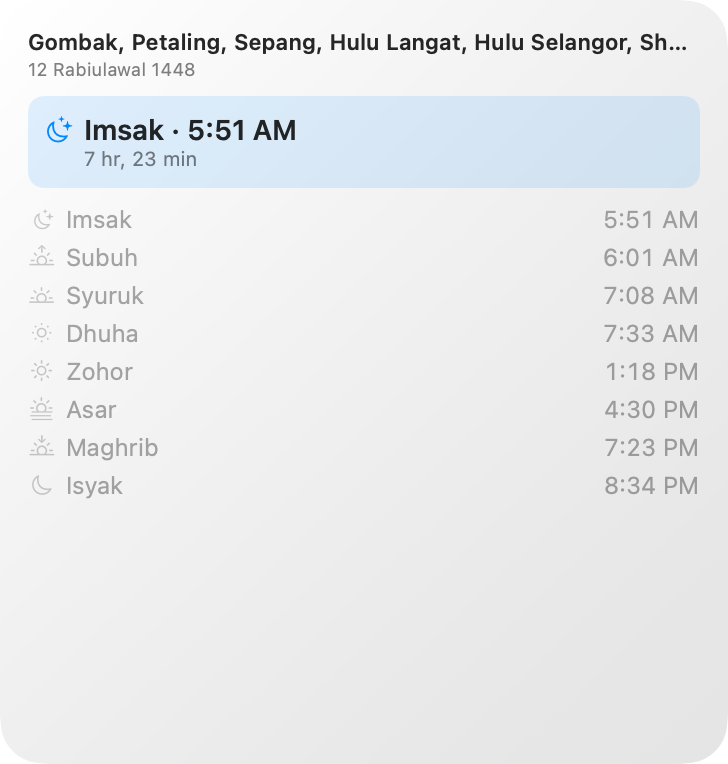 Gombak, Petaling, Sepang, Hulu Langat, Hulu Selangor, Sh...
12 Rabiulawal 1448
Imsak · 5:51 AM
7 hr, 23 min
Imsak 5:51 AM
Subuh 6:01 AM
Syuruk 7:08 AM
Dhuha 7:33 AM
Zohor 1:18 PM
Asar 4:30 PM
Maghrib 7:23 PM
Isyak 8:34 PM